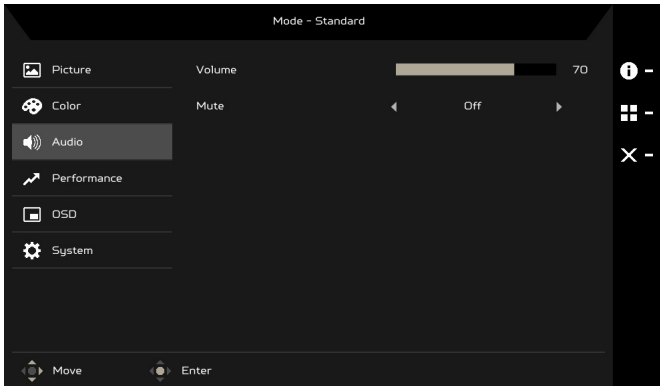 Mode - Standard
Picture
Volume 70
Color
Mute Off
Audio
Performance
OSD
System
Move Enter